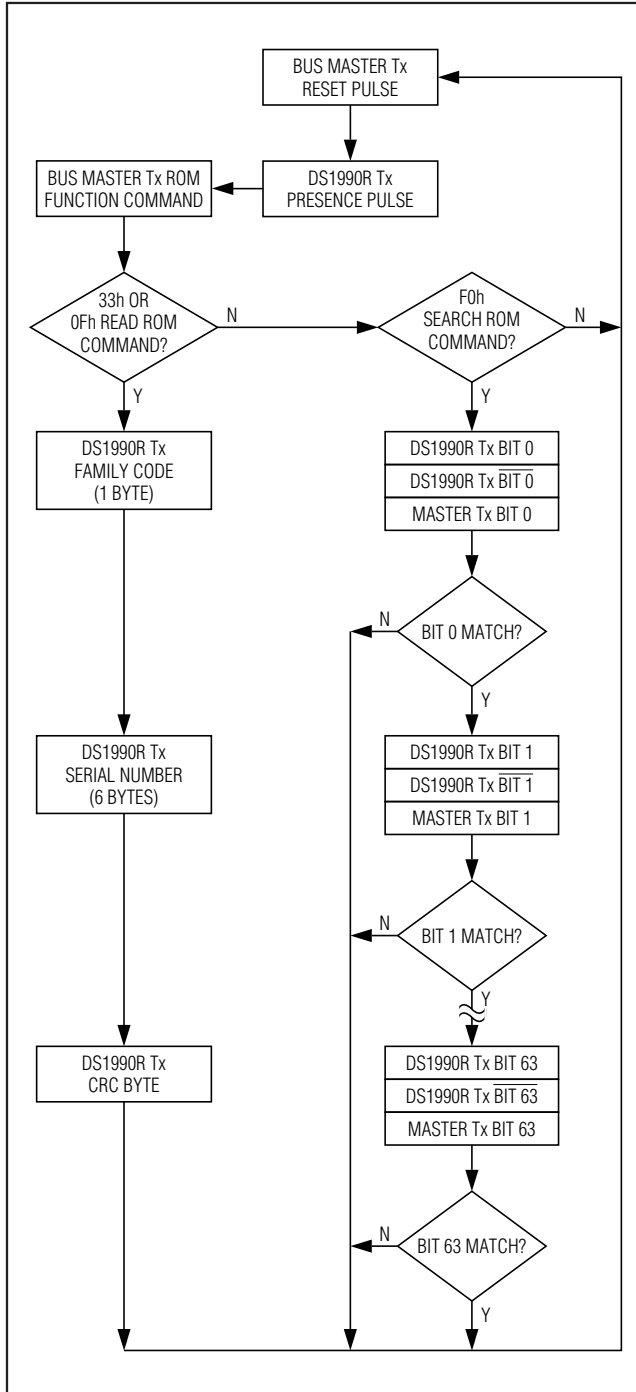 BUS MASTER Tx
RESET PULSE
BUS MASTER Tx ROM
FUNCTION COMMAND
DS1990R Tx
PRESENCE PULSE
33h OR
0Fh READ ROM
COMMAND?
N
Y
F0h
SEARCH ROM
COMMAND?
N
Y
DS1990R Tx
FAMILY CODE
(1 BYTE)
DS1990R Tx BIT 0
DS1990R Tx B̅I̅T̅ ̅0̅
MASTER Tx BIT 0
N
BIT 0 MATCH?
Y
DS1990R Tx
SERIAL NUMBER
(6 BYTES)
DS1990R Tx BIT 1
DS1990R Tx B̅I̅T̅ ̅1̅
MASTER Tx BIT 1
N
BIT 1 MATCH?
Y
DS1990R Tx
CRC BYTE
DS1990R Tx BIT 63
DS1990R Tx B̅I̅T̅ ̅6̅3̅
MASTER Tx BIT 63
N
BIT 63 MATCH?
Y